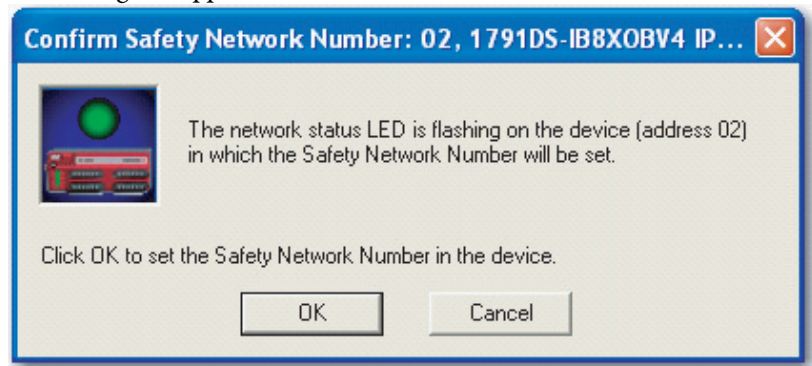 Confirm Safety Network Number: 02, 1791DS-IB8XOBV4 IP...
The network status LED is flashing on the device (address 02)
in which the Safety Network Number will be set.
Click OK to set the Safety Network Number in the device.
OK
Cancel